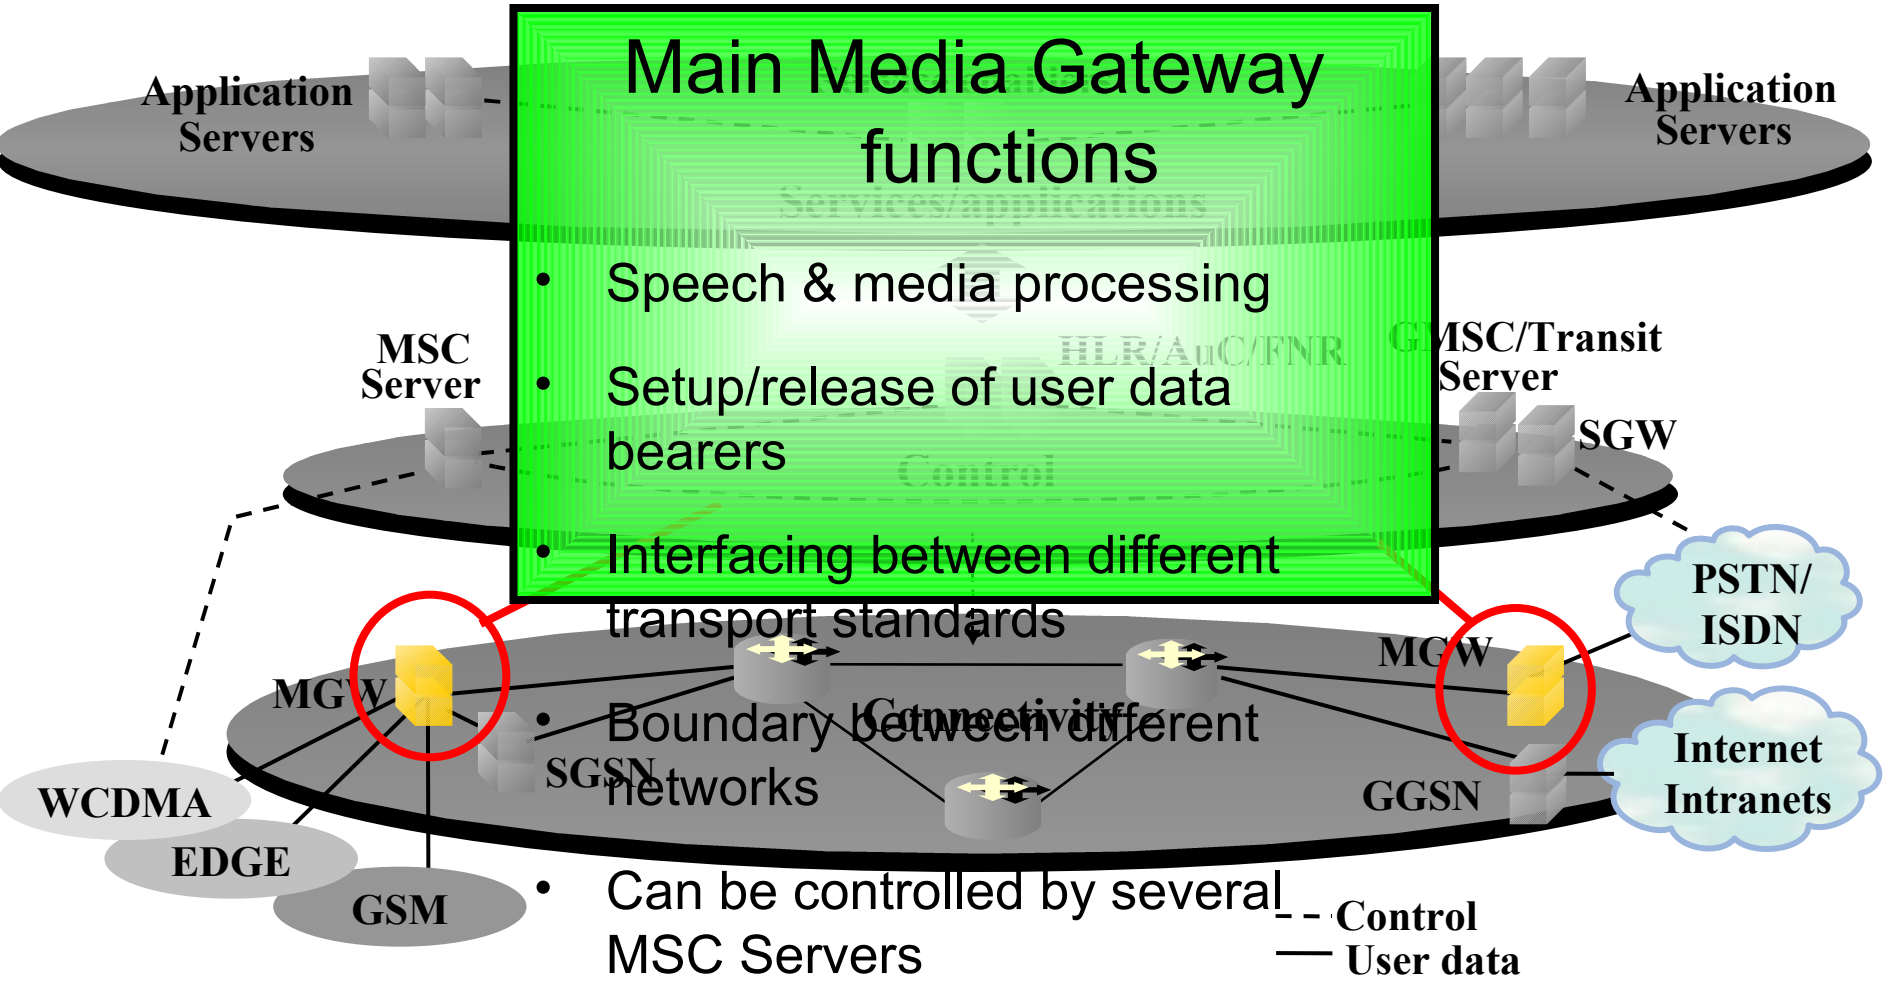 Main Media Gateway
functions
Application
Servers
Application
Servers
Services/applications
• Speech & media processing
MSC
Server
HLR/AuC/FNR
GMSC/Transit
Server
• Setup/release of user data
bearers
SGW
Control
• Interfacing between different
transport standards
PSTN/
ISDN
MGW
MGW
• Boundary between different
networks
Connectivity
SGSN
GGSN
Internet
Intranets
WCDMA
EDGE
GSM
• Can be controlled by several
MSC Servers
Control
User data